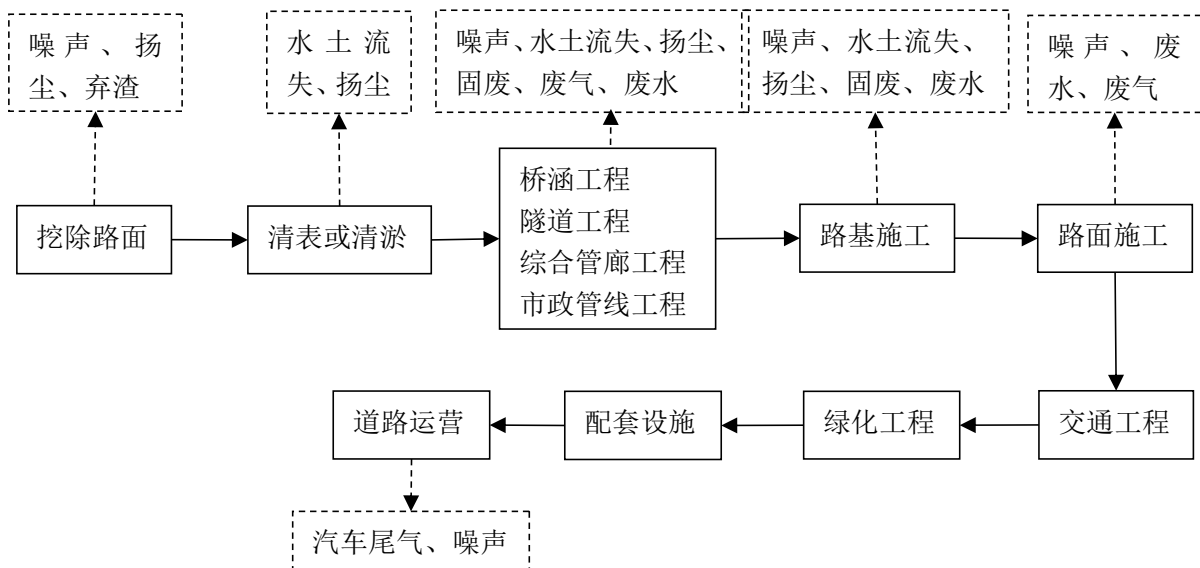 噪声、扬
尘、弃渣
水土流
失、扬尘
噪声、水土流失、扬尘、
固废、废气、废水
噪声、水土流失、
扬尘、固废、废水
噪声、废
水、废气
挖除路面
清表或清淤
桥涵工程
隧道工程
综合管廊工程
市政管线工程
路基施工
路面施工
道路运营
配套设施
绿化工程
交通工程
汽车尾气、噪声